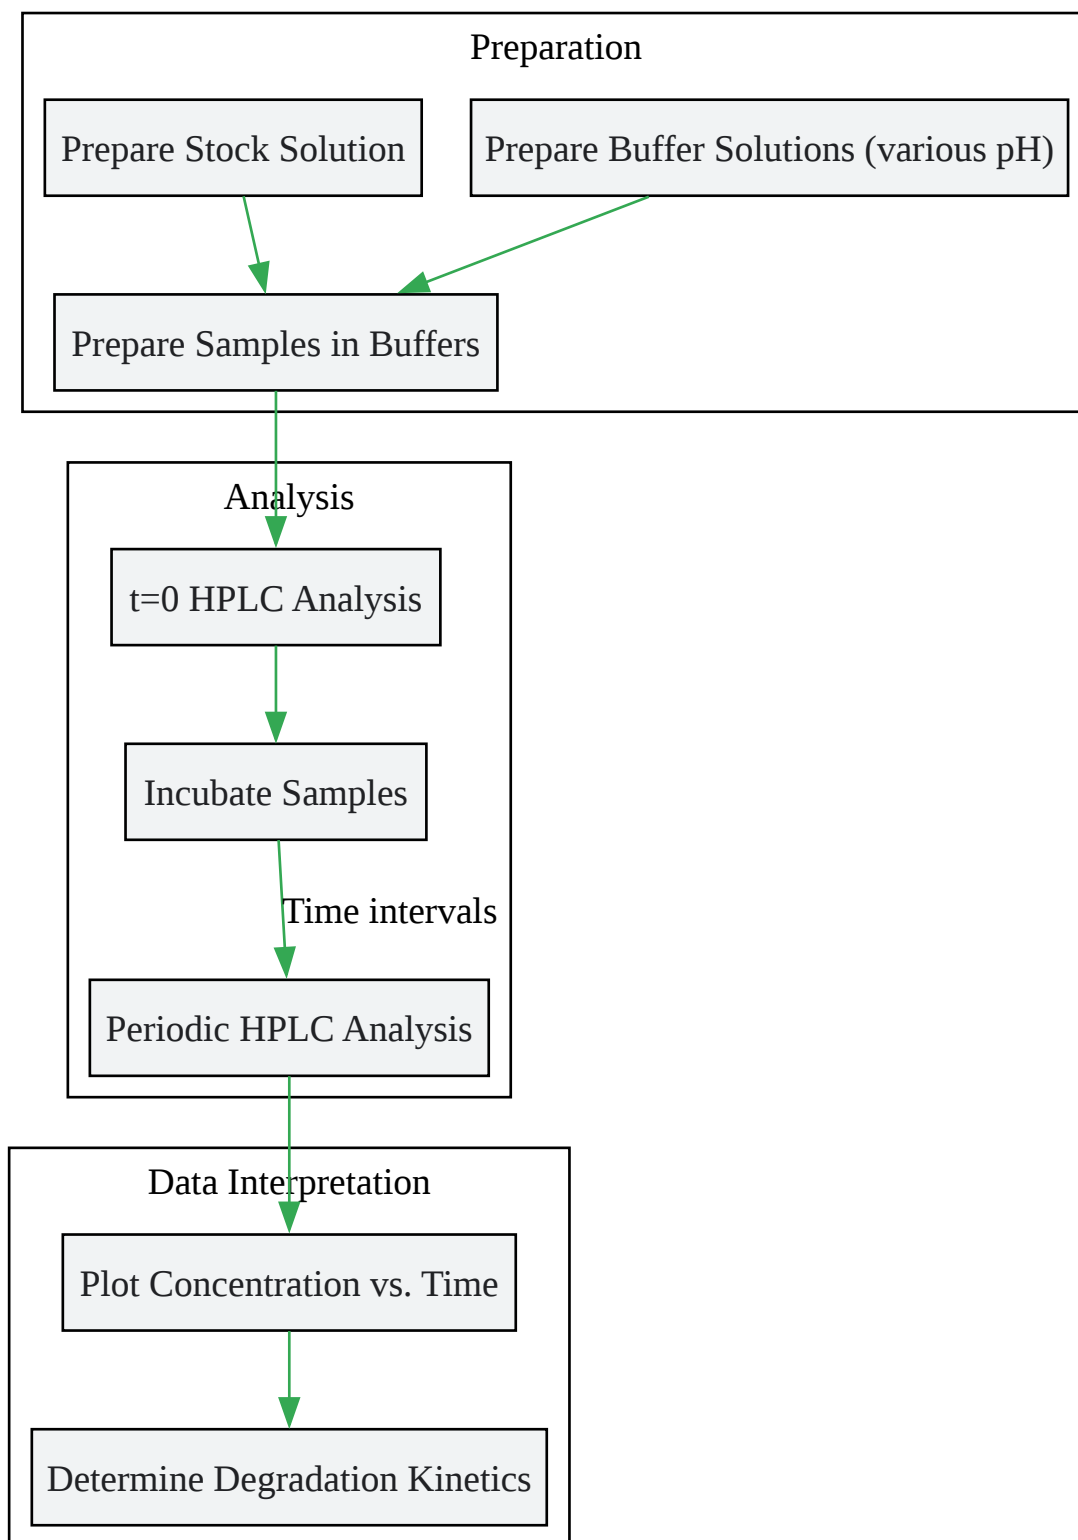 Preparation
Prepare Stock Solution
Prepare Buffer Solutions (various pH)
Prepare Samples in Buffers
Analysis
t=0 HPLC Analysis
Incubate Samples
Time intervals
Periodic HPLC Analysis
Data Interpretation
Plot Concentration vs. Time
Determine Degradation Kinetics